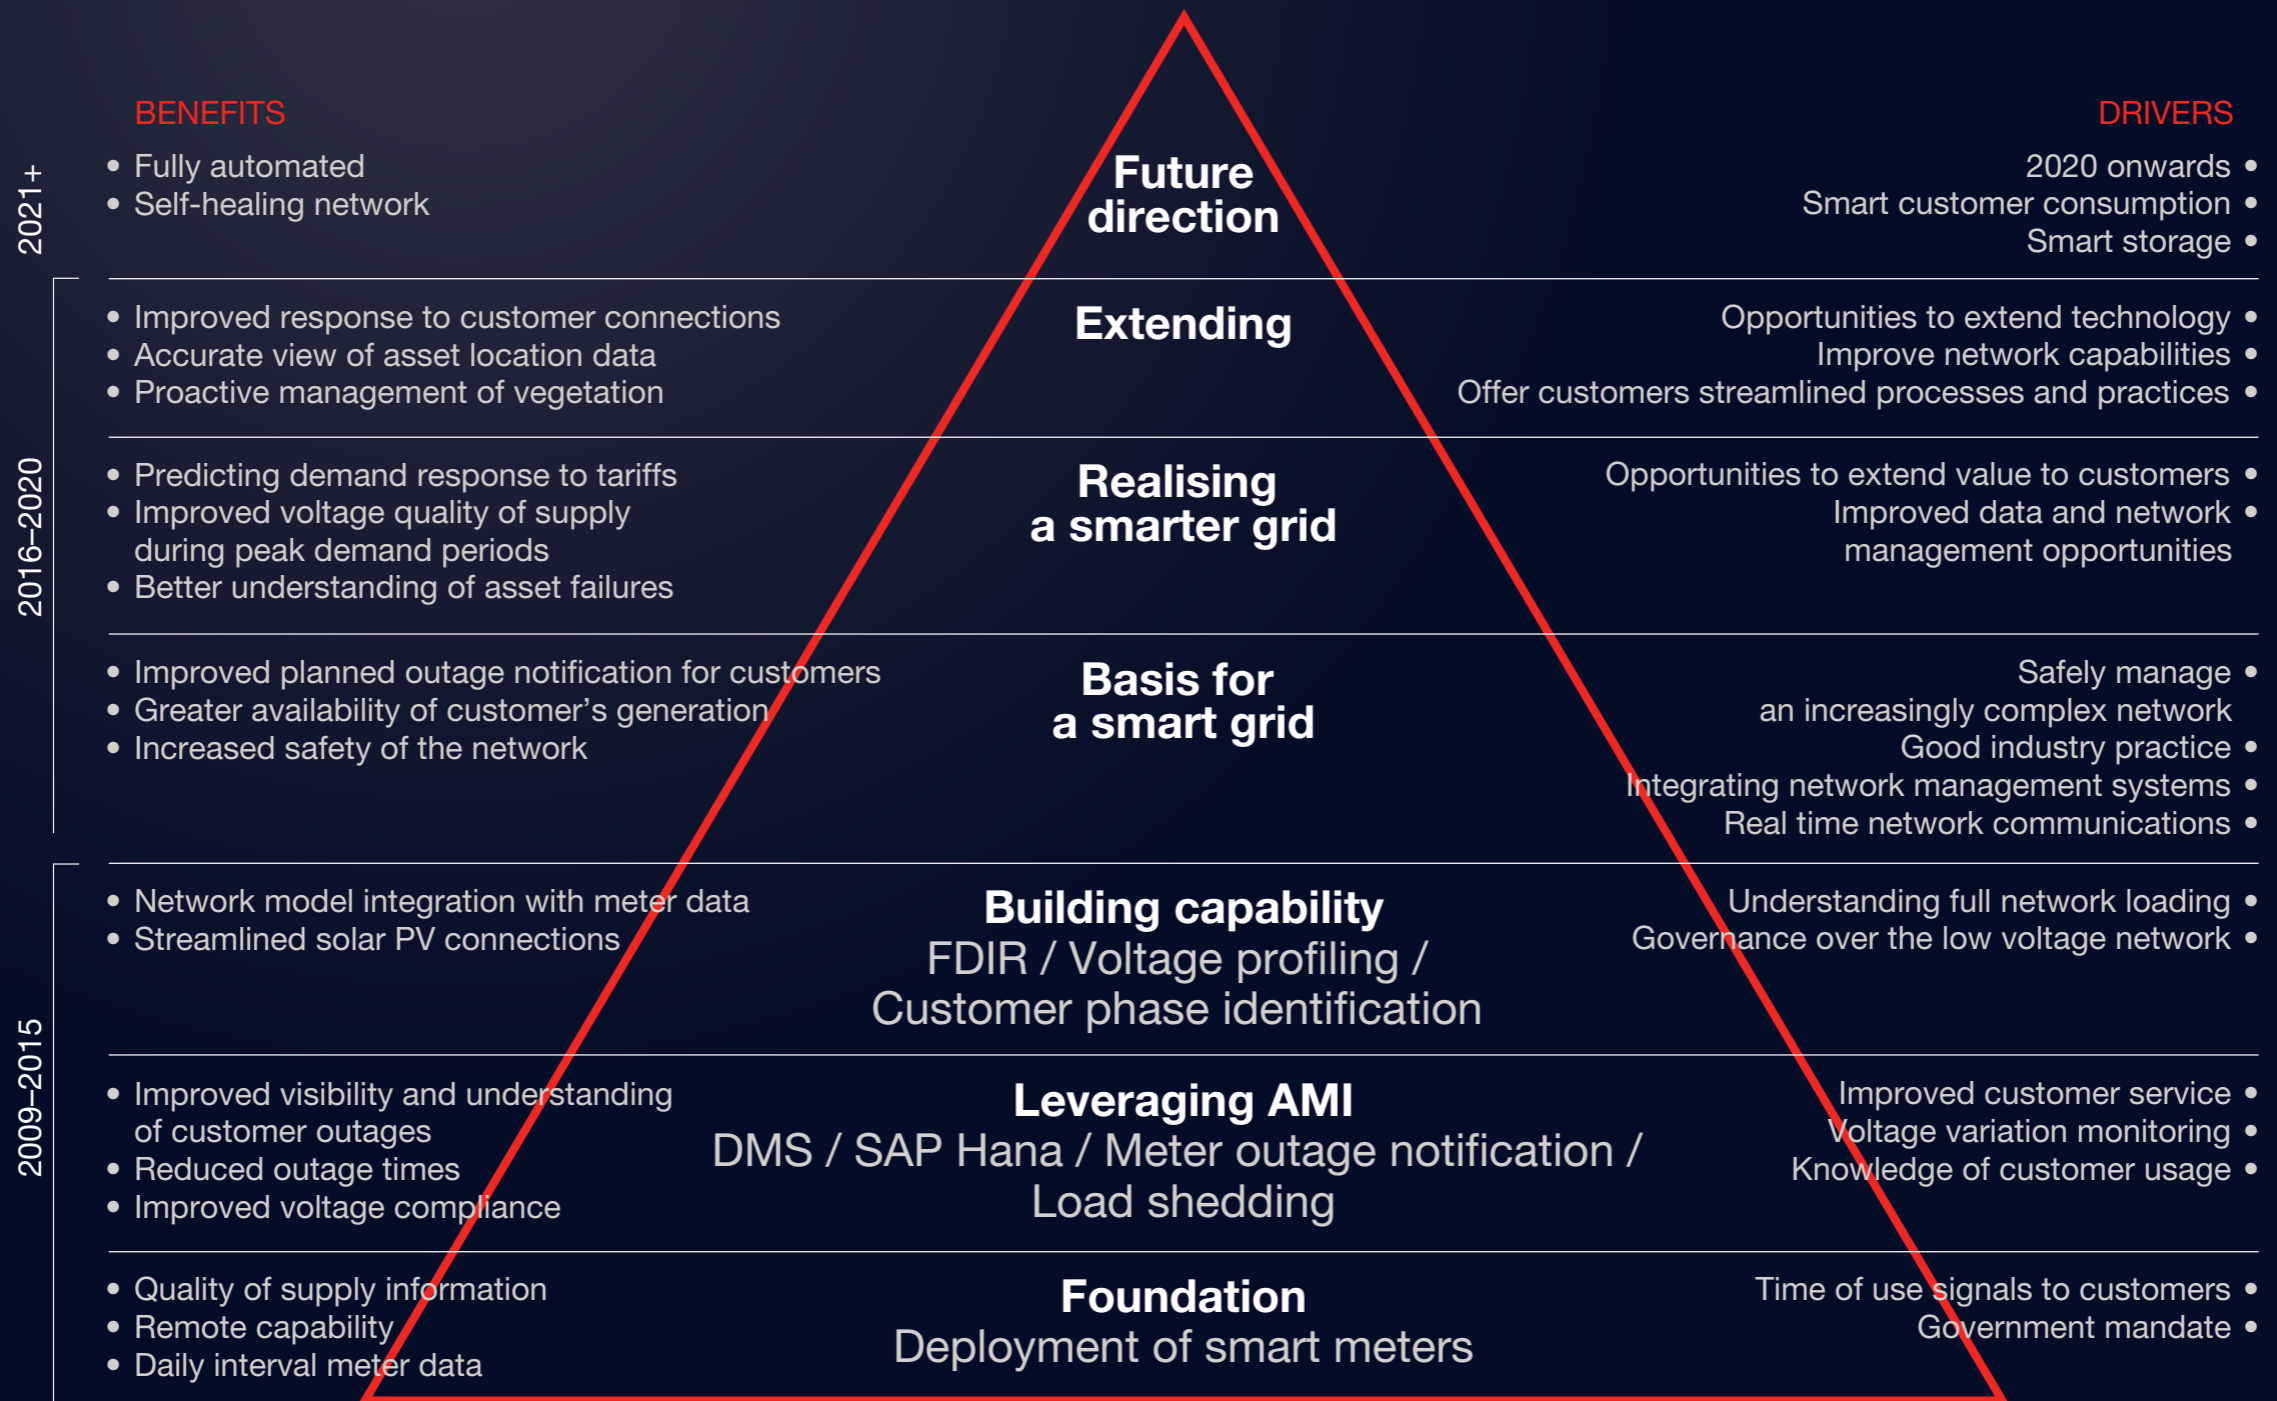 BENEFITS
DRIVERS
2021+
• Fully automated
• Self-healing network
Future
direction
2020 onwards •
Smart customer consumption •
Smart storage •
2016–2020
• Improved response to customer connections
• Accurate view of asset location data
• Proactive management of vegetation
Extending
Opportunities to extend technology •
Improve network capabilities •
Offer customers streamlined processes and practices •
• Predicting demand response to tariffs
• Improved voltage quality of supply
during peak demand periods
• Better understanding of asset failures
Realising
a smarter grid
Opportunities to extend value to customers •
Improved data and network •
management opportunities
• Improved planned outage notification for customers
• Greater availability of customer’s generation
• Increased safety of the network
Basis for
a smart grid
Safely manage •
an increasingly complex network
Good industry practice •
Integrating network management systems •
Real time network communications •
2009–2015
• Network model integration with meter data
• Streamlined solar PV connections
Building capability
FDIR / Voltage profiling /
Customer phase identification
Understanding full network loading •
Governance over the low voltage network •
• Improved visibility and understanding
of customer outages
• Reduced outage times
• Improved voltage compliance
Leveraging AMI
DMS / SAP Hana / Meter outage notification /
Load shedding
Improved customer service •
Voltage variation monitoring •
Knowledge of customer usage •
• Quality of supply information
• Remote capability
• Daily interval meter data
Foundation
Deployment of smart meters
Time of use signals to customers •
Government mandate •